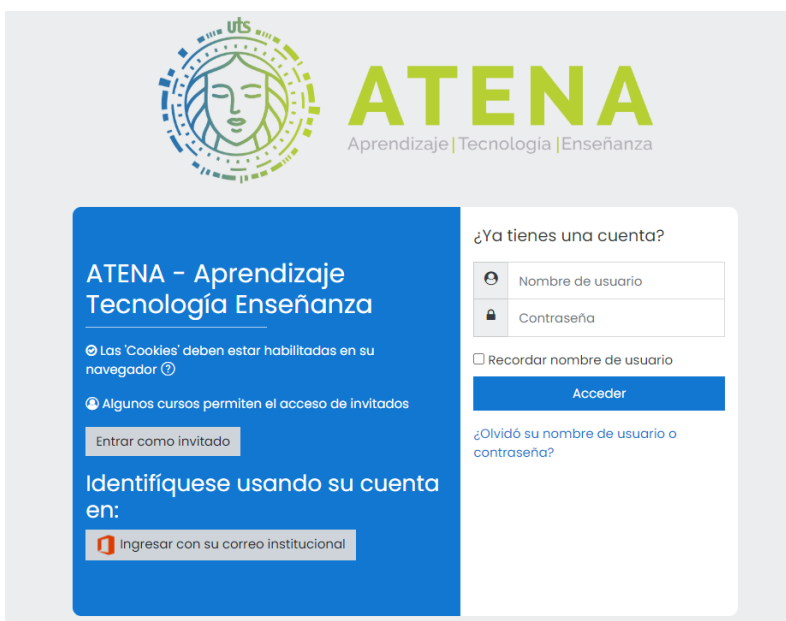 uts
ATENA
Aprendizaje|Tecnología|Enseñanza
ATENA - Aprendizaje
Tecnología Enseñanza
Las 'Cookies' deben estar habilitadas en su
navegador
Algunos cursos permiten el acceso de invitados
Entrar como invitado
Identifíquese usando su cuenta
en:
Ingresar con su correo institucional
¿Ya tienes una cuenta?
Nombre de usuario
Contraseña
Recordar nombre de usuario
Acceder
¿Olvidó su nombre de usuario o
contraseña?